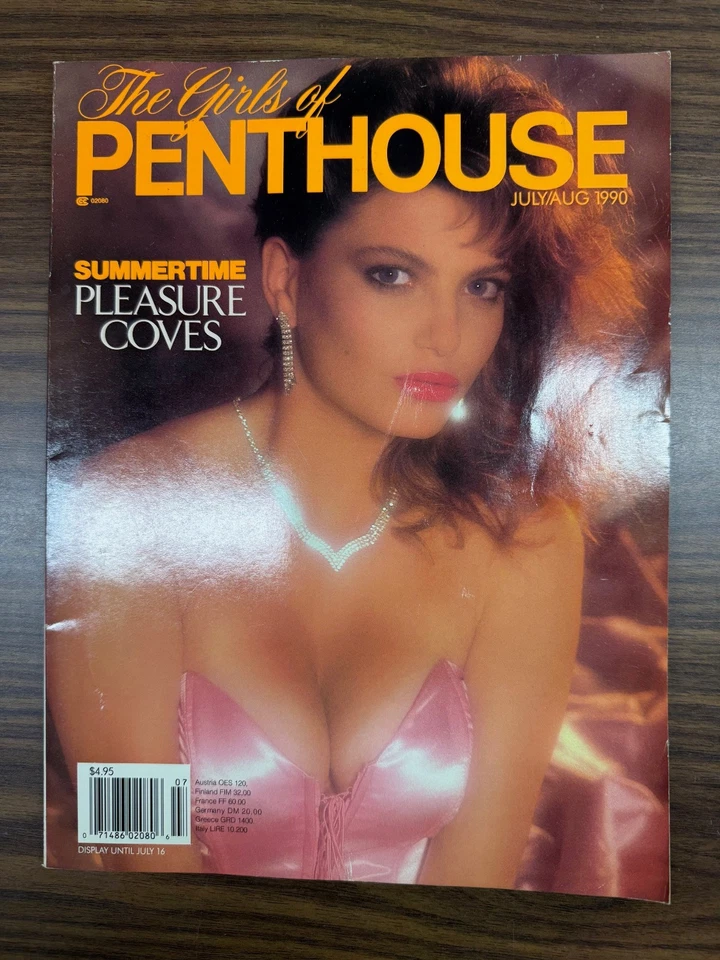 The Girls of
PENTHOUSE
02080
JULY/AUG 1990
SUMMERTIME
PLEASURE
COVES
$4.95
07
Austria OES 120,
Finland FIM 32.00
France FF 60.00
Germany DM 20.00
Greece GRD 1400
Italy LIRE 10,200
0 71486 02080 6
DISPLAY UNTIL JULY 16